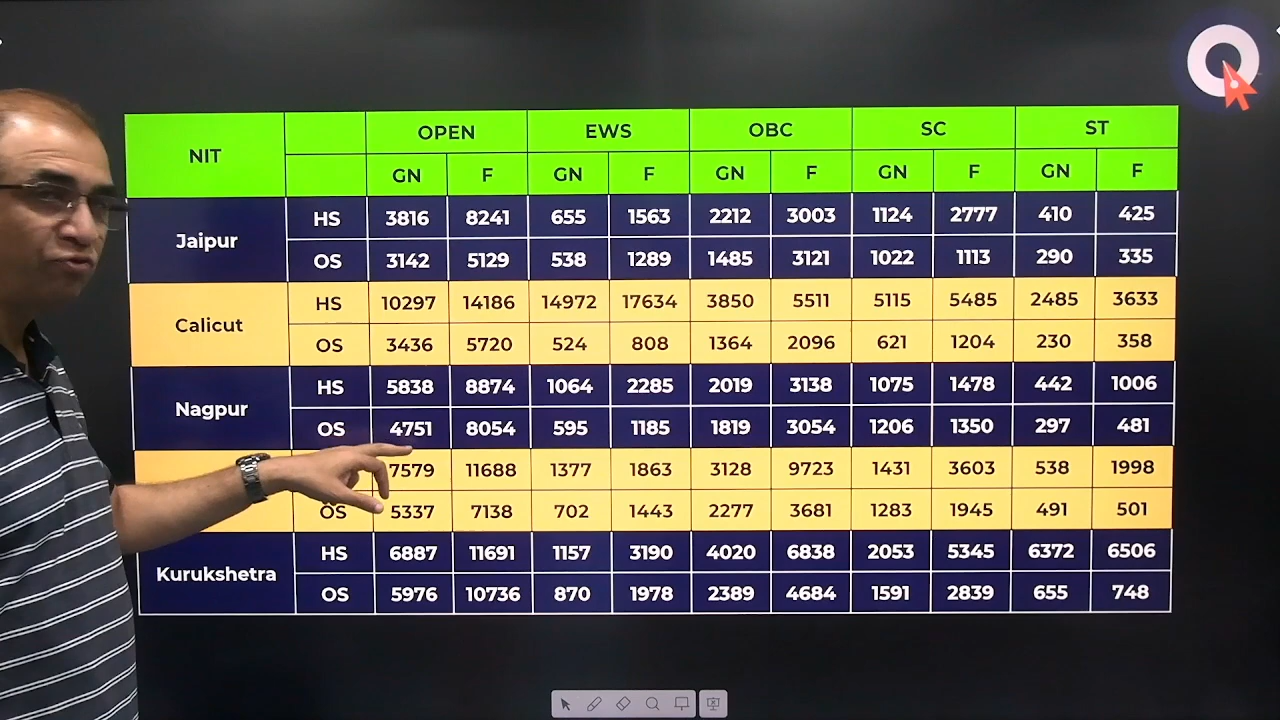 NIT OPEN EWS OBC SC ST
GN F GN F GN F GN F GN F
Jaipur HS 3816 8241 655 1563 2212 3003 1124 2777 410 425
OS 3142 5129 538 1289 1485 3121 1022 1113 290 335
Calicut HS 10297 14186 14972 17634 3850 5511 5115 5485 2485 3633
OS 3436 5720 524 808 1364 2096 621 1204 230 358
Nagpur HS 5838 8874 1064 2285 2019 3138 1075 1478 442 1006
OS 4751 8054 595 1185 1819 3054 1206 1350 297 481
7579 11688 1377 1863 3128 9723 1431 3603 538 1998
OS 5337 7138 702 1443 2277 3681 1283 1945 491 501
Kurukshetra HS 6887 11691 1157 3190 4020 6838 2053 5345 6372 6506
OS 5976 10736 870 1978 2389 4684 1591 2839 655 748